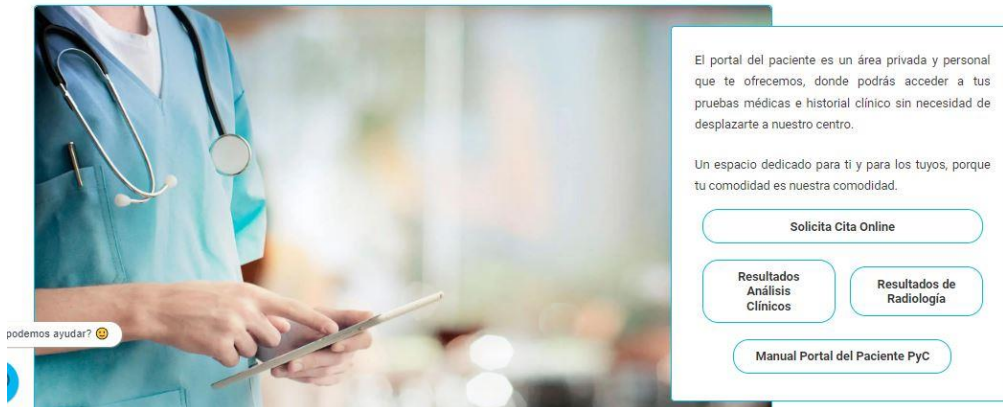 El portal del paciente es un área privada y personal
que te ofrecemos, donde podrás acceder a tus
pruebas médicas e historial clínico sin necesidad de
desplazarte a nuestro centro.
Un espacio dedicado para ti y para los tuyos, porque
tu comodidad es nuestra comodidad.
Solicita Cita Online
Resultados
Análisis
Clínicos
Resultados de
Radiología
podemos ayudar?
Manual Portal del Paciente PyC